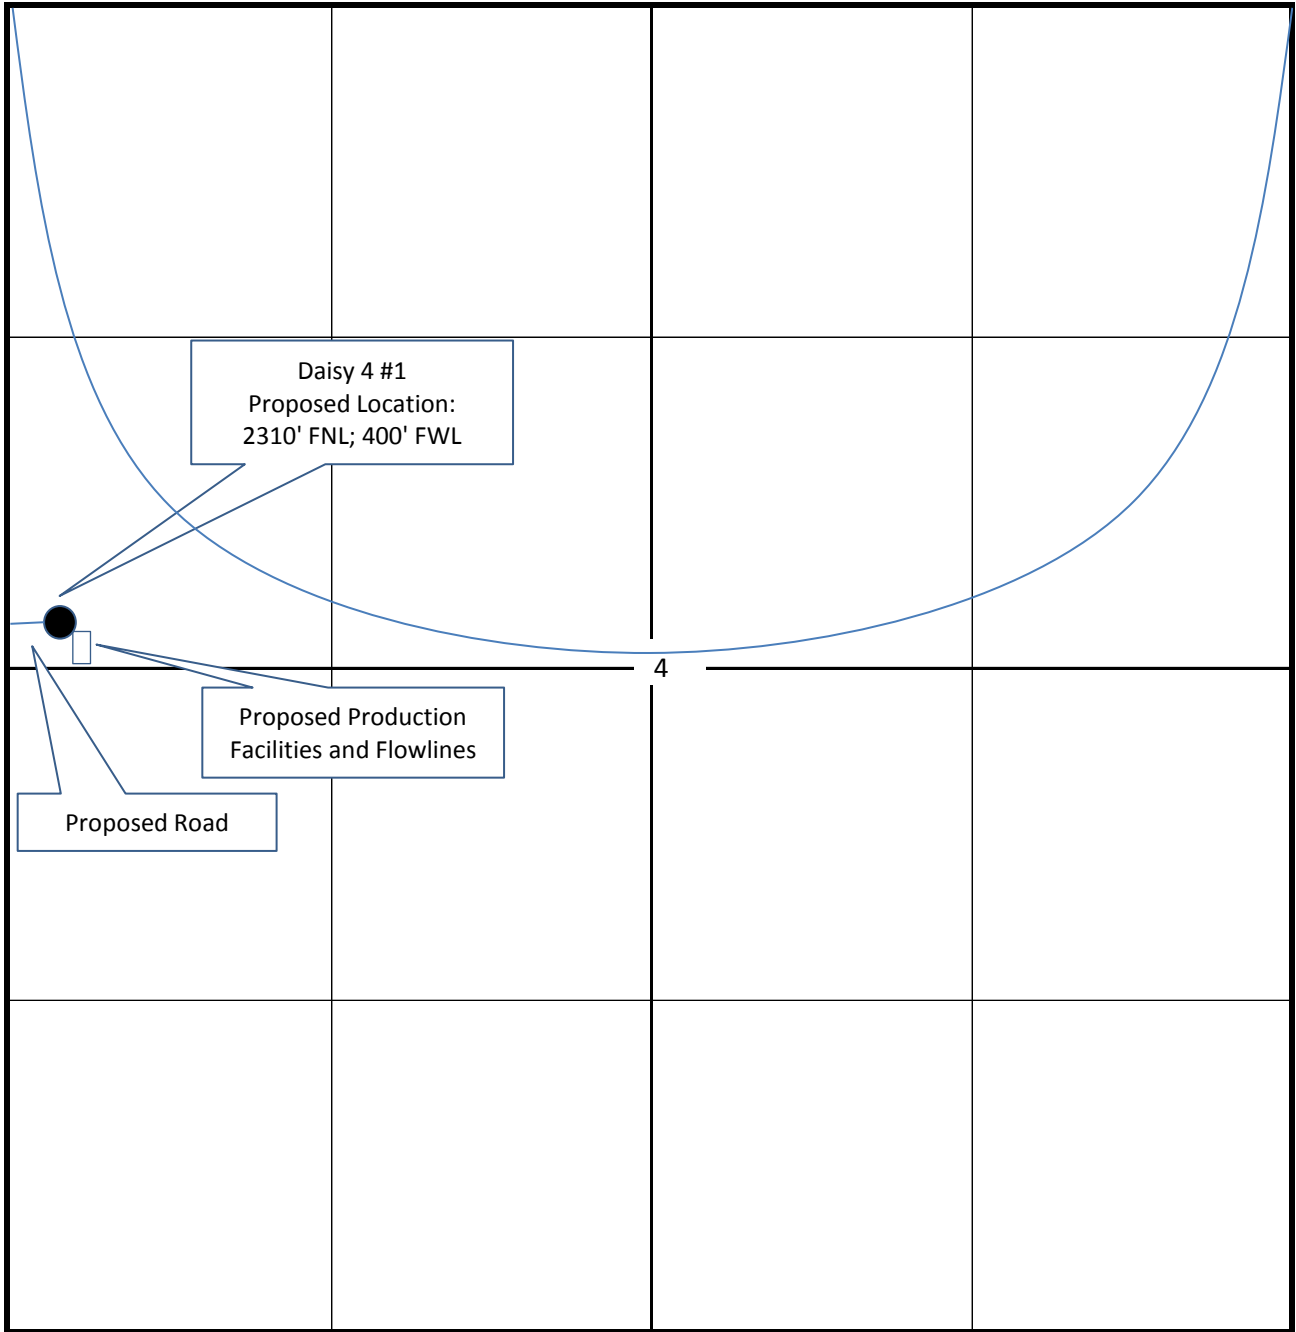 Daisy 4 #1
Proposed Location:
2310' FNL; 400' FWL
4
Proposed Production
Facilities and Flowlines
Proposed Road